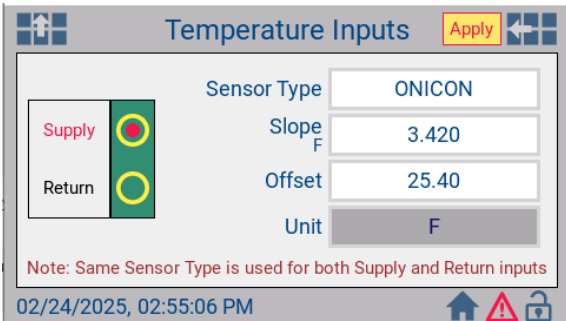 Temperature Inputs
Apply
Sensor Type ONICON
Supply
Slope F 3.420
Return
Offset 25.40
Unit F
Note: Same Sensor Type is used for both Supply and Return inputs
02/24/2025, 02:55:06 PM